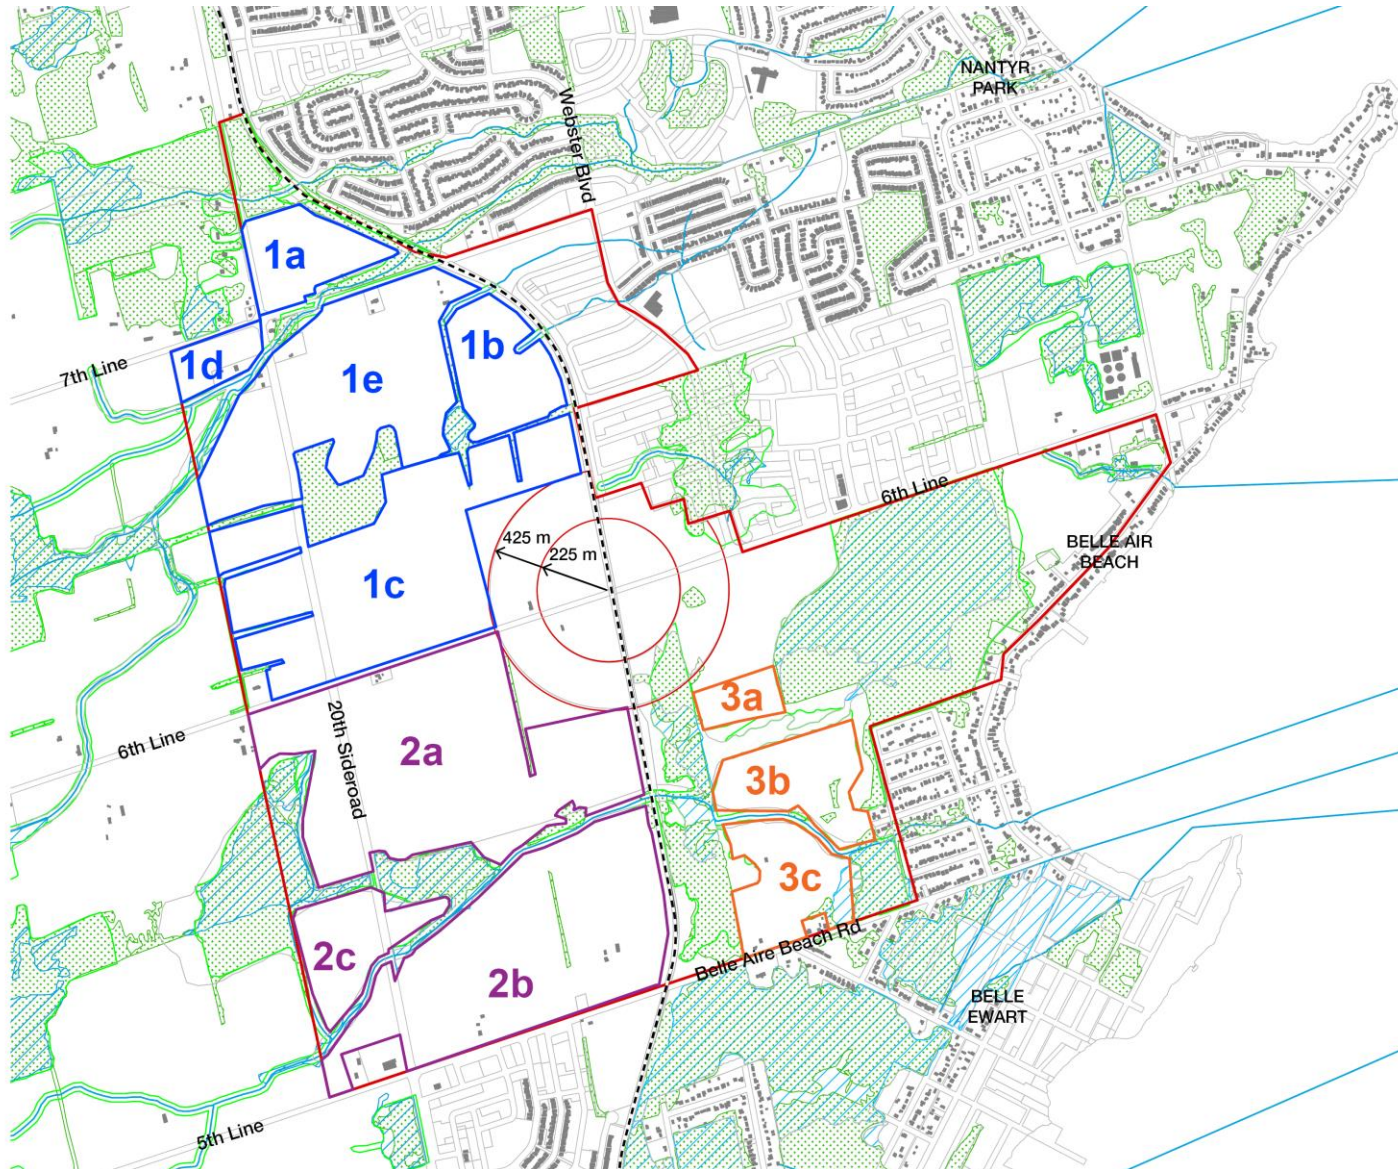 NANTYR
PARK
Webster Blvd
1a
1b
1d
7th Line
1e
6th Line
425 m
225 m
BELLE AIR
BEACH
1c
3a
20th Sideroad
6th Line
2a
3b
3c
2c
Belle Aire Beach Rd.
2b
BELLE
EWART
5th Line